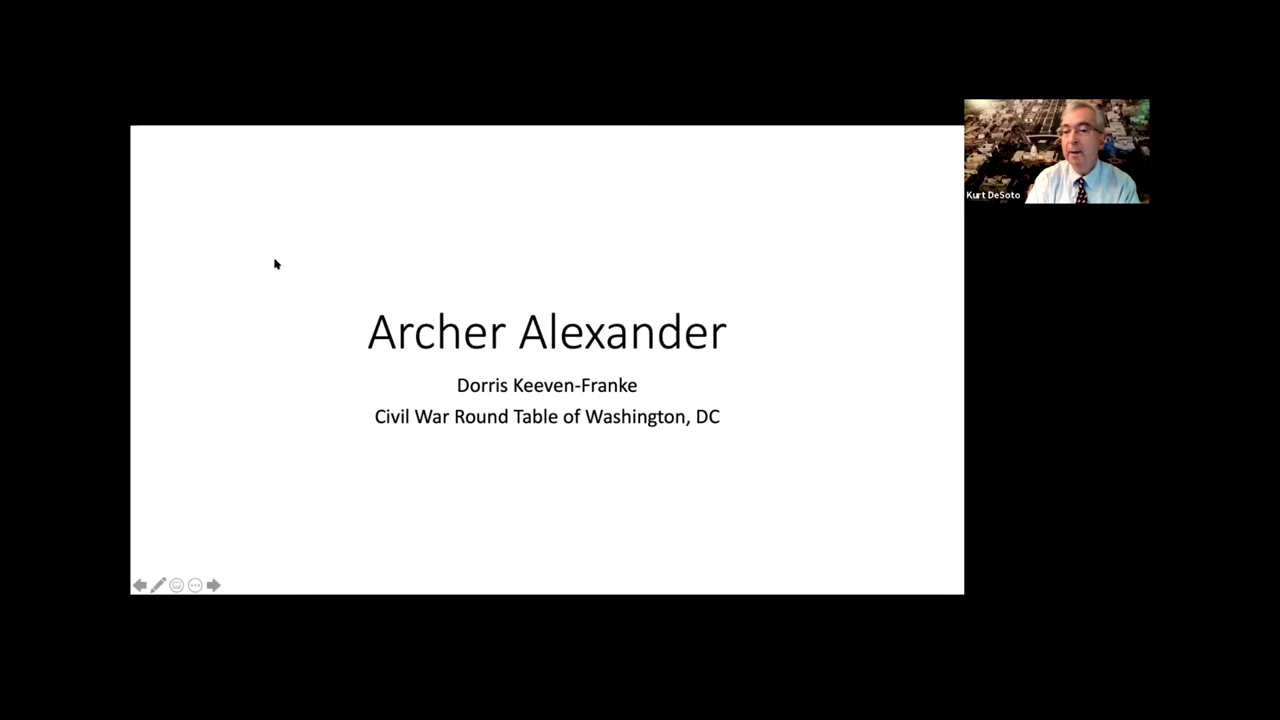 Archer Alexander
Dorris Keeven-Franke
Civil War Round Table of Washington, DC
Kurt DeSoto